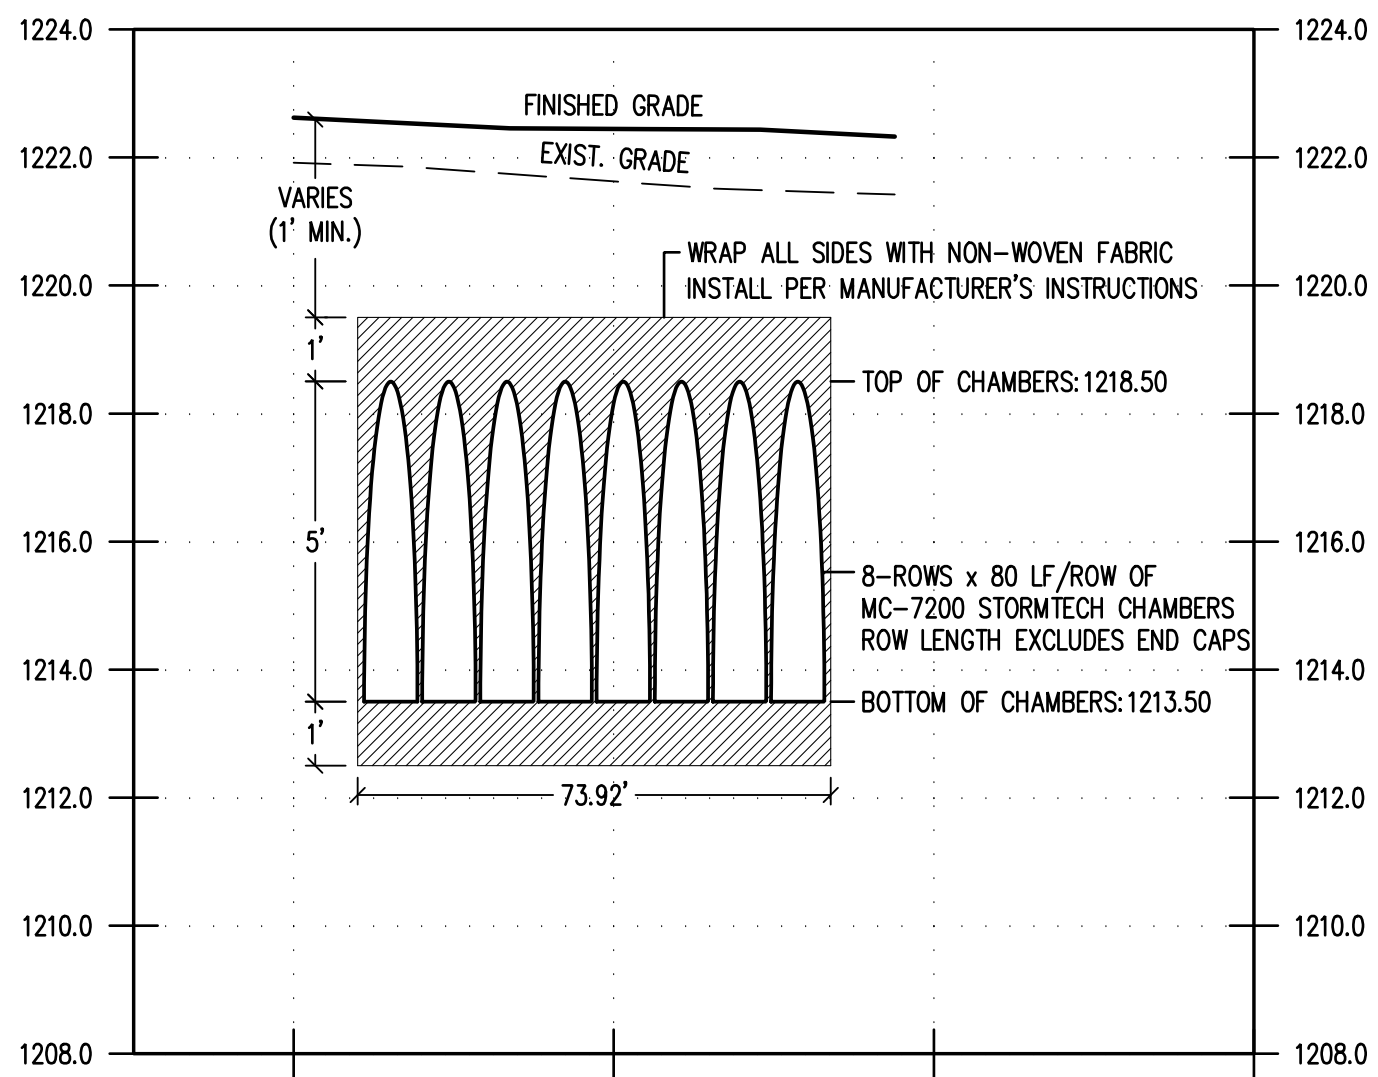 1224.0 1224.0
FINISHED GRADE
1222.0 EXIST. GRADE 1222.0
VARIES
(1' MIN.)
WRAP ALL SIDES WITH NON-WOVEN FABRIC
1220.0 INSTALL PER MANUFACTURER'S INSTRUCTIONS 1220.0
1'
TOP OF CHAMBERS: 1218.50
1218.0 1218.0
1216.0 5' 1216.0
8-ROWS x 80 LF/ROW OF
MC-7200 STORMTECH CHAMBERS
ROW LENGTH EXCLUDES END CAPS
1214.0 1214.0
BOTTOM OF CHAMBERS: 1213.50
1'
1212.0 73.92' 1212.0
1210.0 1210.0
1208.0 1208.0